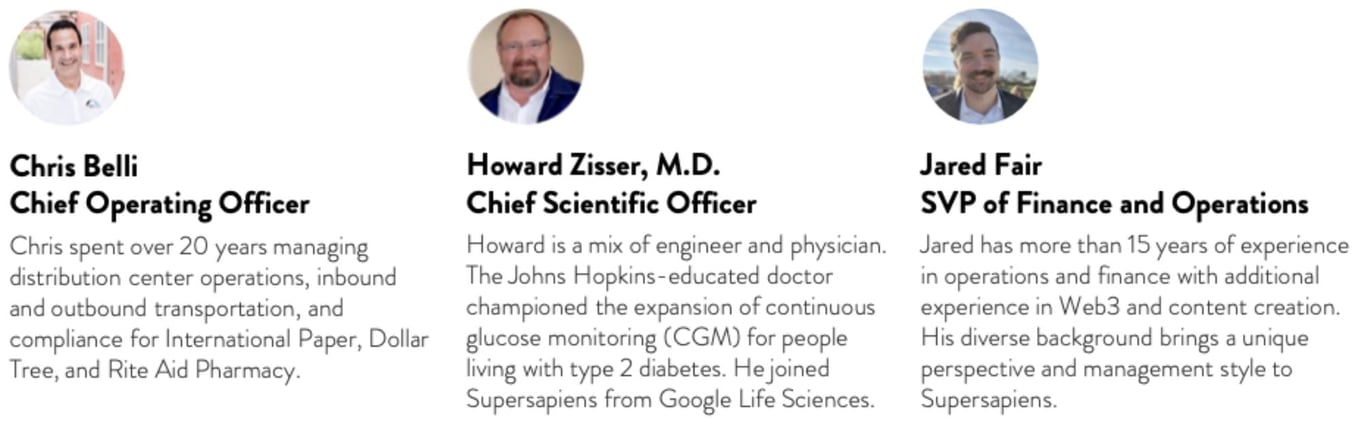 Chris Belli
Chief Operating Officer
Chris spent over 20 years managing
distribution center operations, inbound
and outbound transportation, and
compliance for International Paper, Dollar
Tree, and Rite Aid Pharmacy.
Howard Zisser, M.D.
Chief Scientific Officer
Howard is a mix of engineer and physician.
The Johns Hopkins-educated doctor
championed the expansion of continuous
glucose monitoring (CGM) for people
living with type 2 diabetes. He joined
Supersapiens from Google Life Sciences.
Jared Fair
SVP of Finance and Operations
Jared has more than 15 years of experience
in operations and finance with additional
experience in Web3 and content creation.
His diverse background brings a unique
perspective and management style to
Supersapiens.